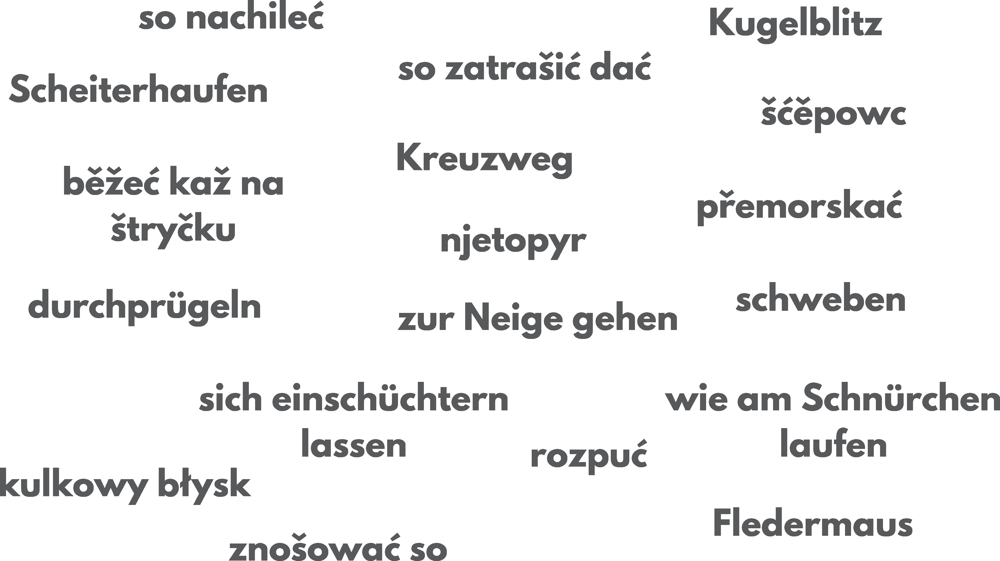 so nachileć
Kugelblitz
so zatrašić dać
Scheiterhaufen
šćěpowc
Kreuzweg
běžeć kaž na
štryčku
přemorskać
njetopyr
durchprügeln
zur Neige gehen
schweben
sich einschüchtern
lassen
wie am Schnürchen
laufen
rozpuć
kulkowy błysk
Fledermaus
znošować so